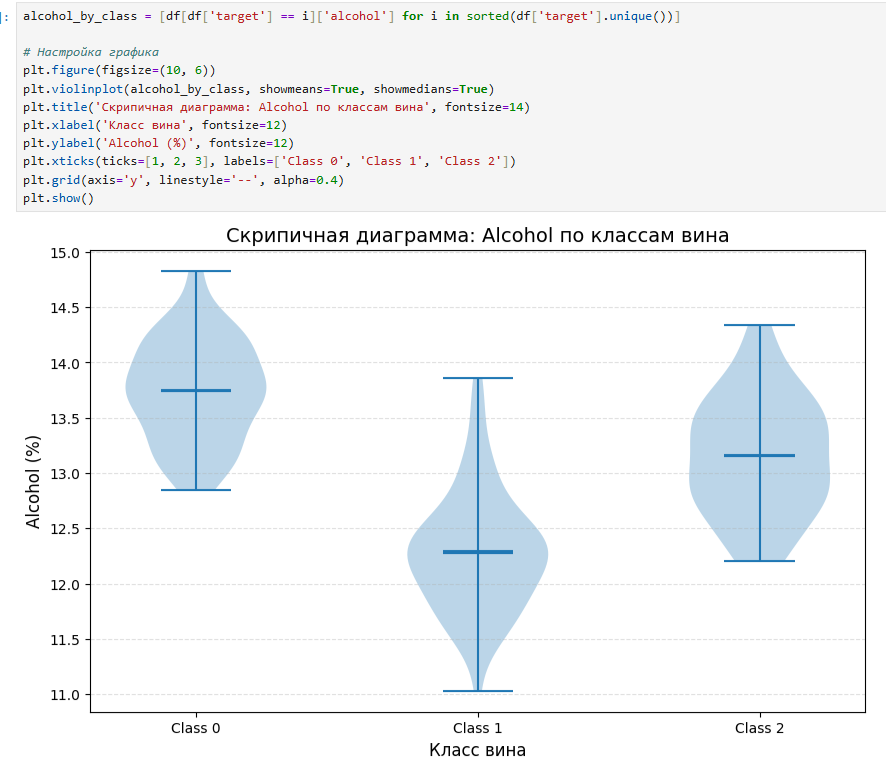 ]:
alcohol_by_class = [df[df['target'] == i]['alcohol'] for i in sorted(df['target'].unique())]
# Настройка графика
plt.figure(figsize=(10, 6))
plt.violinplot(alcohol_by_class, showmeans=True, showmedians=True)
plt.title('Скрипичная диаграмма: Alcohol по классам вина', fontsize=14)
plt.xlabel('Класс вина', fontsize=12)
plt.ylabel('Alcohol (%)', fontsize=12)
plt.xticks(ticks=[1, 2, 3], labels=['Class 0', 'Class 1', 'Class 2'])
plt.grid(axis='y', linestyle='--', alpha=0.4)
plt.show()
Скрипичная диаграмма: Alcohol по классам вина
15.0
14.5
14.0
13.5
13.0
12.5
12.0
11.5
11.0
Alcohol (%)
Class 0 Class 1 Class 2
Класс вина